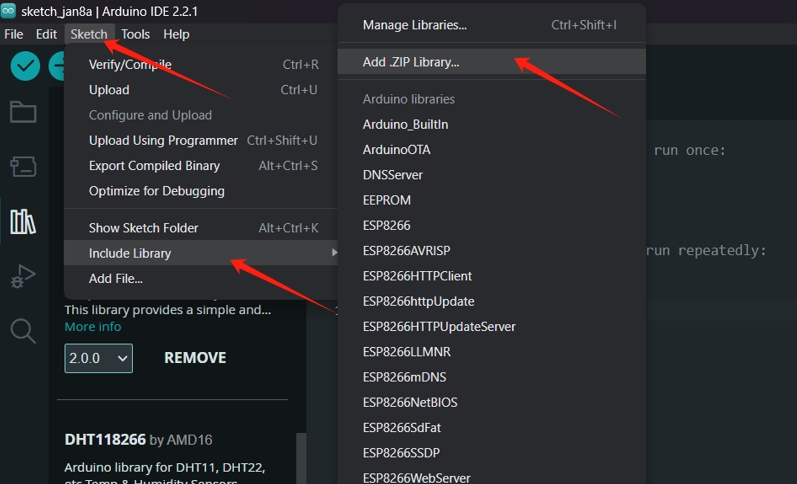 sketch_jan8a | Arduino IDE 2.2.1
File Edit Sketch Tools Help
Verify/Compile Ctrl+R
Upload Ctrl+U
Configure and Upload
Upload Using Programmer Ctrl+Shift+U
Export Compiled Binary Alt+Ctrl+S
Optimize for Debugging
Show Sketch Folder Alt+Ctrl+K
Include Library
Add File...
Manage Libraries... Ctrl+Shift+I
Add .ZIP Library...
Arduino libraries
Arduino_BuiltIn
ArduinoOTA
DNSServer
EEPROM
ESP8266
ESP8266AVRISP
ESP8266HTTPClient
ESP8266httpUpdate
ESP8266HTTPUpdateServer
ESP8266LLMNR
ESP8266mDNS
ESP8266NetBIOS
ESP8266SdFat
ESP8266SSDP
ESP8266WebServer
run once:
run repeatedly:
This library provides a simple and...
More info
2.0.0 REMOVE
DHT118266 by AMD16
Arduino library for DHT11, DHT22,
etc Temp & Humidity Sensors